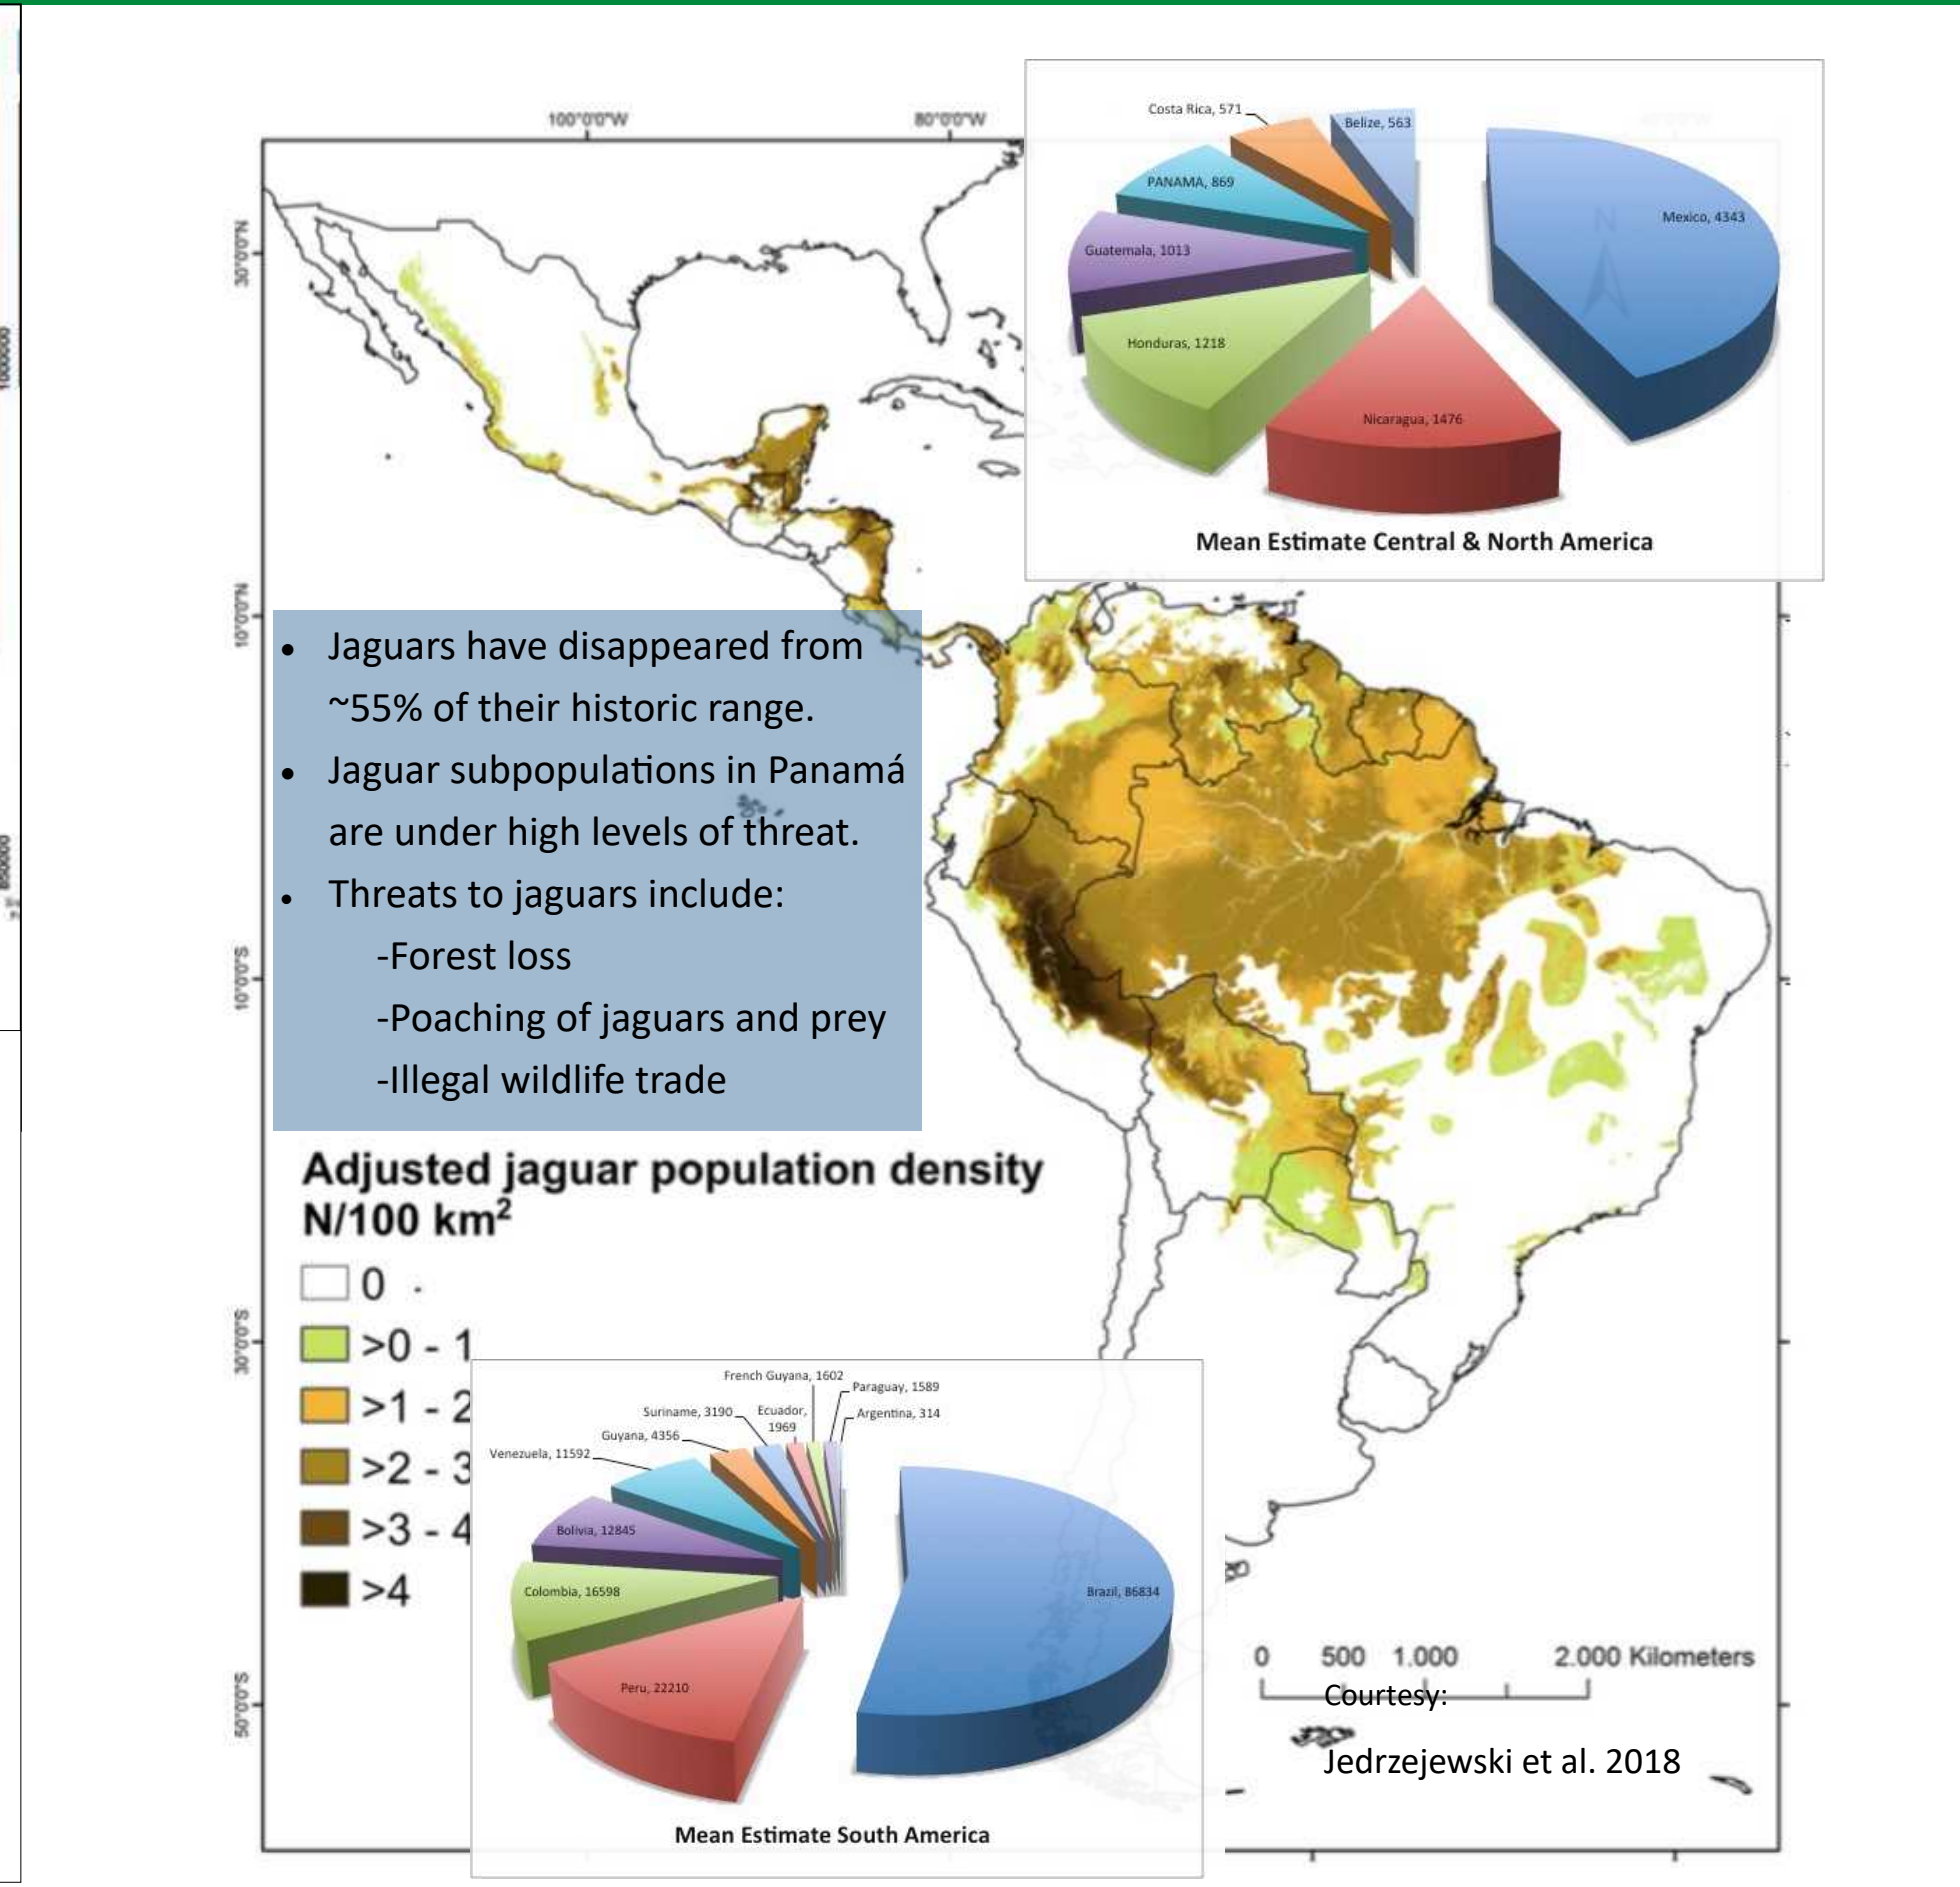 1000000
850000
100°0'0"W
80°0'0"W
30°0'0"N
10°0'0"N
10°0'0"S
30°0'0"S
50°0'0"S
Costa Rica, 571
Belize, 563
PANAMA, 869
Mexico, 4343
N
Guatemala, 1013
Honduras, 1218
Nicaragua, 1476
Mean Estimate Central & North America
• Jaguars have disappeared from
~55% of their historic range.
• Jaguar subpopulations in Panamá
are under high levels of threat.
• Threats to jaguars include:
-Forest loss
-Poaching of jaguars and prey
-Illegal wildlife trade
Adjusted jaguar population density
N/100 km²
0
>0 - 1
>1 - 2
>2 - 3
>3 - 4
>4
French Guyana, 1602
Paraguay, 1589
Suriname, 3190
Ecuador,
1969
Argentina, 314
Guyana, 4356
Venezuela, 11592
Bolivia, 12845
Colombia, 16598
Brazil, 86834
Peru, 22210
Mean Estimate South America
0 500 1.000 2.000 Kilometers
Courtesy:
Jedrzejewski et al. 2018